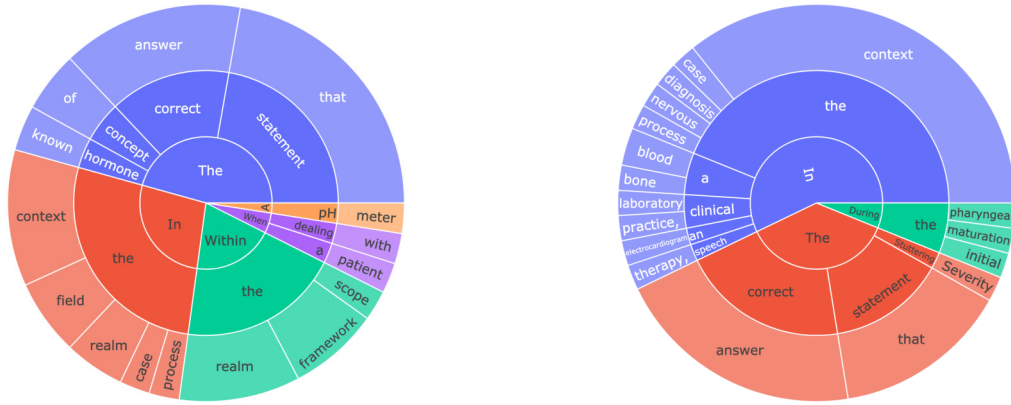 answer
that
of
known
correct
statement
concept
hormone
The
context
field
realm
case
process
the
In
Within
the
realm
framework
scope
When
dealing
a
with
patient
A
pH
meter
context
case
diagnosis
nervous
process
blood
bone
laboratory
practice,
electrocardiogram
therapy,
the
a
clinical
an
speech
In
During
the
pharyngeal
maturation
initial
The
Stuttering
Severity
correct
statement
answer
that